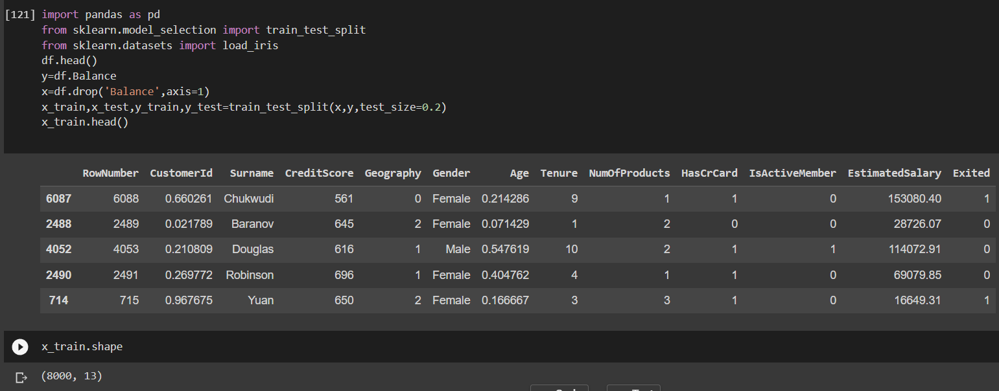 [121] import pandas as pd
from sklearn.model_selection import train_test_split
from sklearn.datasets import load_iris
df.head()
y=df.Balance
x=df.drop('Balance',axis=1)
x_train,x_test,y_train,y_test=train_test_split(x,y,test_size=0.2)
x_train.head()
RowNumber CustomerId Surname CreditScore Geography Gender Age Tenure NumOfProducts HasCrCard IsActiveMember EstimatedSalary Exited
6087 6088 0.660261 Chukwudi 561 0 Female 0.214286 9 1 1 0 153080.40 1
2488 2489 0.021789 Baranov 645 2 Female 0.071429 1 2 0 0 28726.07 0
4052 4053 0.210809 Douglas 616 1 Male 0.547619 10 2 1 1 114072.91 0
2490 2491 0.269772 Robinson 696 1 Female 0.404762 4 1 1 0 69079.85 0
714 715 0.967675 Yuan 650 2 Female 0.166667 3 3 1 0 16649.31 1
x_train.shape
(8000, 13)